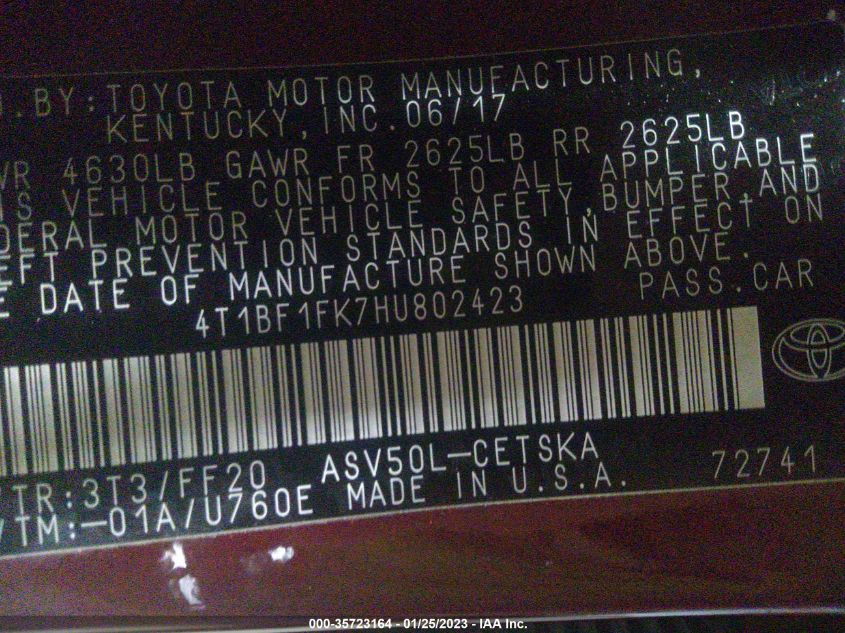 .BY:TOYOTA MOTOR MANUFACTURING,
KENTUCKY,INC.06/17
WR 4630LB GAWR FR 2625LB RR 2625LB
IS VEHICLE CONFORMS TO ALL APPLICABLE
DERAL MOTOR VEHICLE SAFETY,BUMPER,AND
EFT PREVENTION STANDARDS IN EFFECT ON
E DATE OF MANUFACTURE SHOWN ABOVE.
4T1BF1FK7HU802423 PASS.CAR
TR:3T3/FF20 ASV50L-CETSKA
/TM:-01A/U760E MADE IN U.S.A. 72741
000-35723164 - 01/25/2023 - IAA Inc.